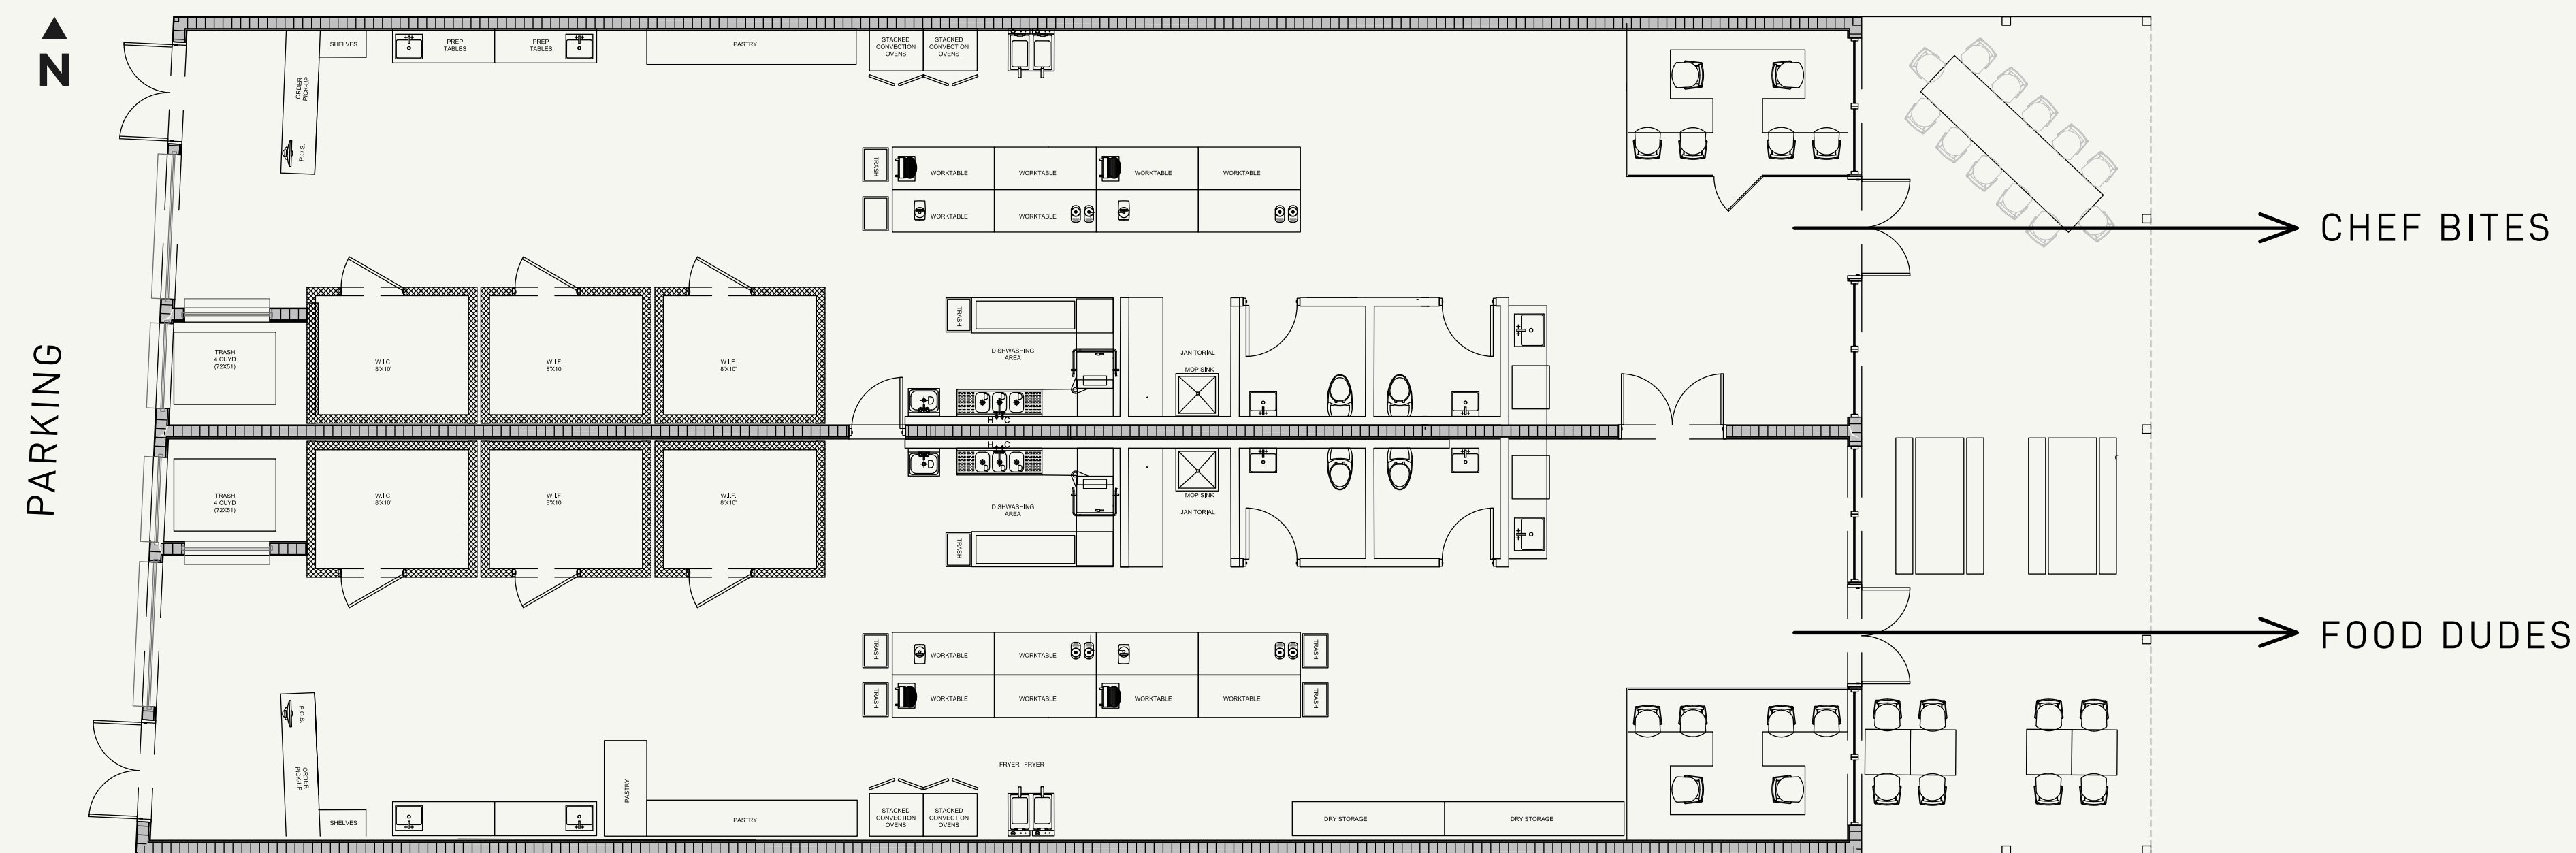 N
SHELVES
PREP
TABLES
PREP
TABLES
PASTRY
STACKED
CONVECTION
OVENS
STACKED
CONVECTION
OVENS
ORDER
PICK-UP
P.O.S.
TRASH
WORKTABLE
WORKTABLE
WORKTABLE
WORKTABLE
WORKTABLE
WORKTABLE
CHEF BITES
PARKING
TRASH
4 CUYD
(72X51)
W.I.C.
8'X10'
W.I.F.
8'X10'
W.I.F.
8'X10'
TRASH
DISHWASHING
AREA
JANITORIAL
MOP SINK
D
D
D
D
H C
H C
D
D
D
D
TRASH
4 CUYD
(72X51)
W.I.C.
8'X10'
W.I.F.
8'X10'
W.I.F.
8'X10'
MOP SINK
DISHWASHING
AREA
JANITORIAL
TRASH
TRASH
WORKTABLE
WORKTABLE
TRASH
FOOD DUDES
TRASH
WORKTABLE
WORKTABLE
WORKTABLE
WORKTABLE
TRASH
P.O.S.
ORDER
PICK-UP
SHELVES
PASTRY
PASTRY
STACKED
CONVECTION
OVENS
STACKED
CONVECTION
OVENS
FRYER FRYER
DRY STORAGE
DRY STORAGE